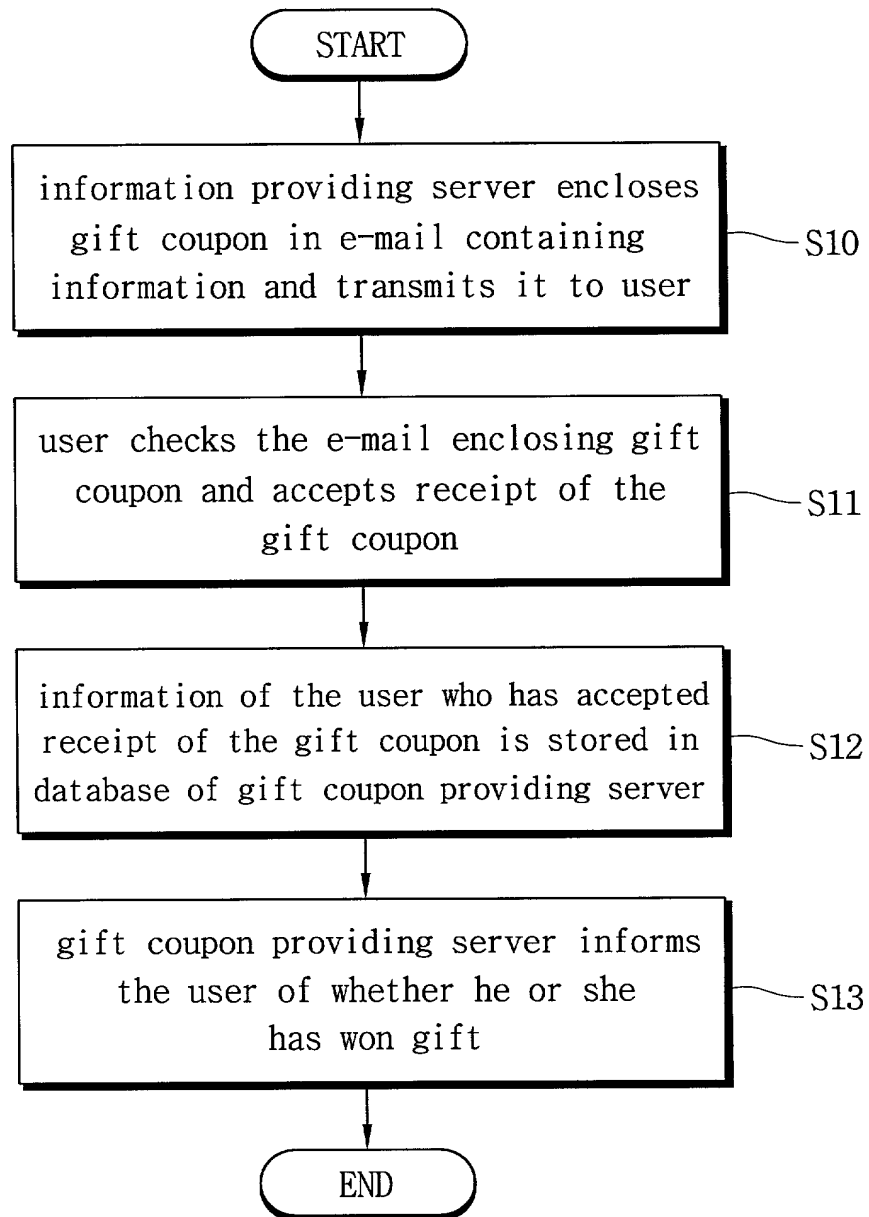 START
information providing server encloses
gift coupon in e-mail containing
information and transmits it to user
S10
user checks the e-mail enclosing gift
coupon and accepts receipt of the
gift coupon
S11
information of the user who has accepted
receipt of the gift coupon is stored in
database of gift coupon providing server
S12
gift coupon providing server informs
the user of whether he or she
has won gift
S13
END